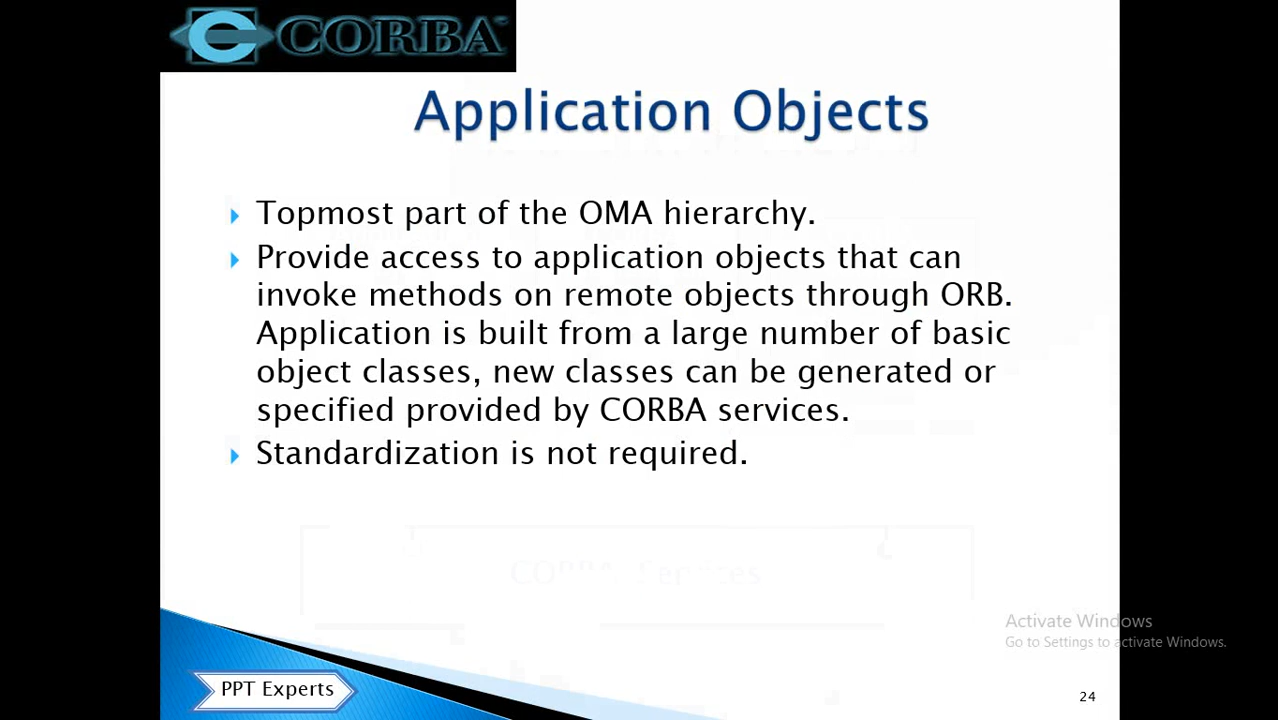 CORBA
Application Objects
Topmost part of the OMA hierarchy.
Provide access to application objects that can
invoke methods on remote objects through ORB.
Application is built from a large number of basic
object classes, new classes can be generated or
specified provided by CORBA services.
Standardization is not required.
CORBA Services
Activate Windows
Go to Settings to activate Windows.
PPT Experts
24